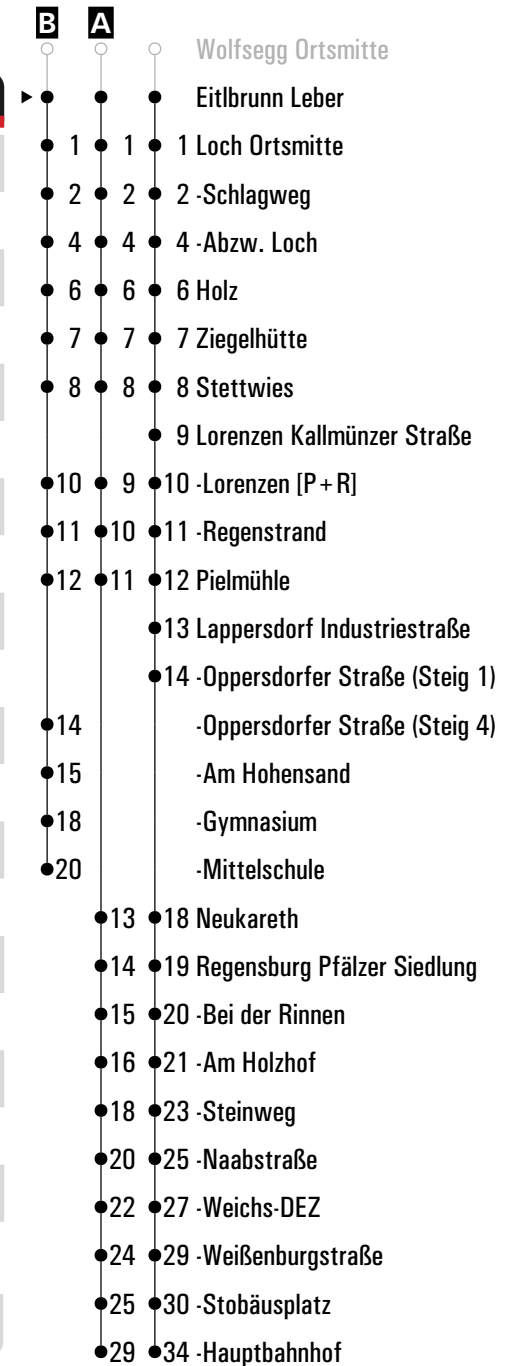 B A
Wolfsegg Ortsmitte
Eitlbrunn Leber
1 1 1 Loch Ortsmitte
2 2 2 -Schlagweg
4 4 4 -Abzw. Loch
6 6 6 Holz
7 7 7 Ziegelhütte
8 8 8 Stettwies
9 Lorenzen Kallmünzer Straße
10 9 10 -Lorenzen [P+R]
11 10 11 -Regenstrand
12 11 12 Pielmühle
13 Lappersdorf Industriestraße
14 -Oppersdorfer Straße (Steig 1)
14 -Oppersdorfer Straße (Steig 4)
15 -Am Hohensand
18 -Gymnasium
20 -Mittelschule
13 18 Neukareth
14 19 Regensburg Pfälzer Siedlung
15 20 -Bei der Rinnen
16 21 -Am Holzhof
18 23 -Steinweg
20 25 -Naabstraße
22 27 -Weichs-DEZ
24 29 -Weißenburgstraße
25 30 -Stobäusplatz
29 34 -Hauptbahnhof